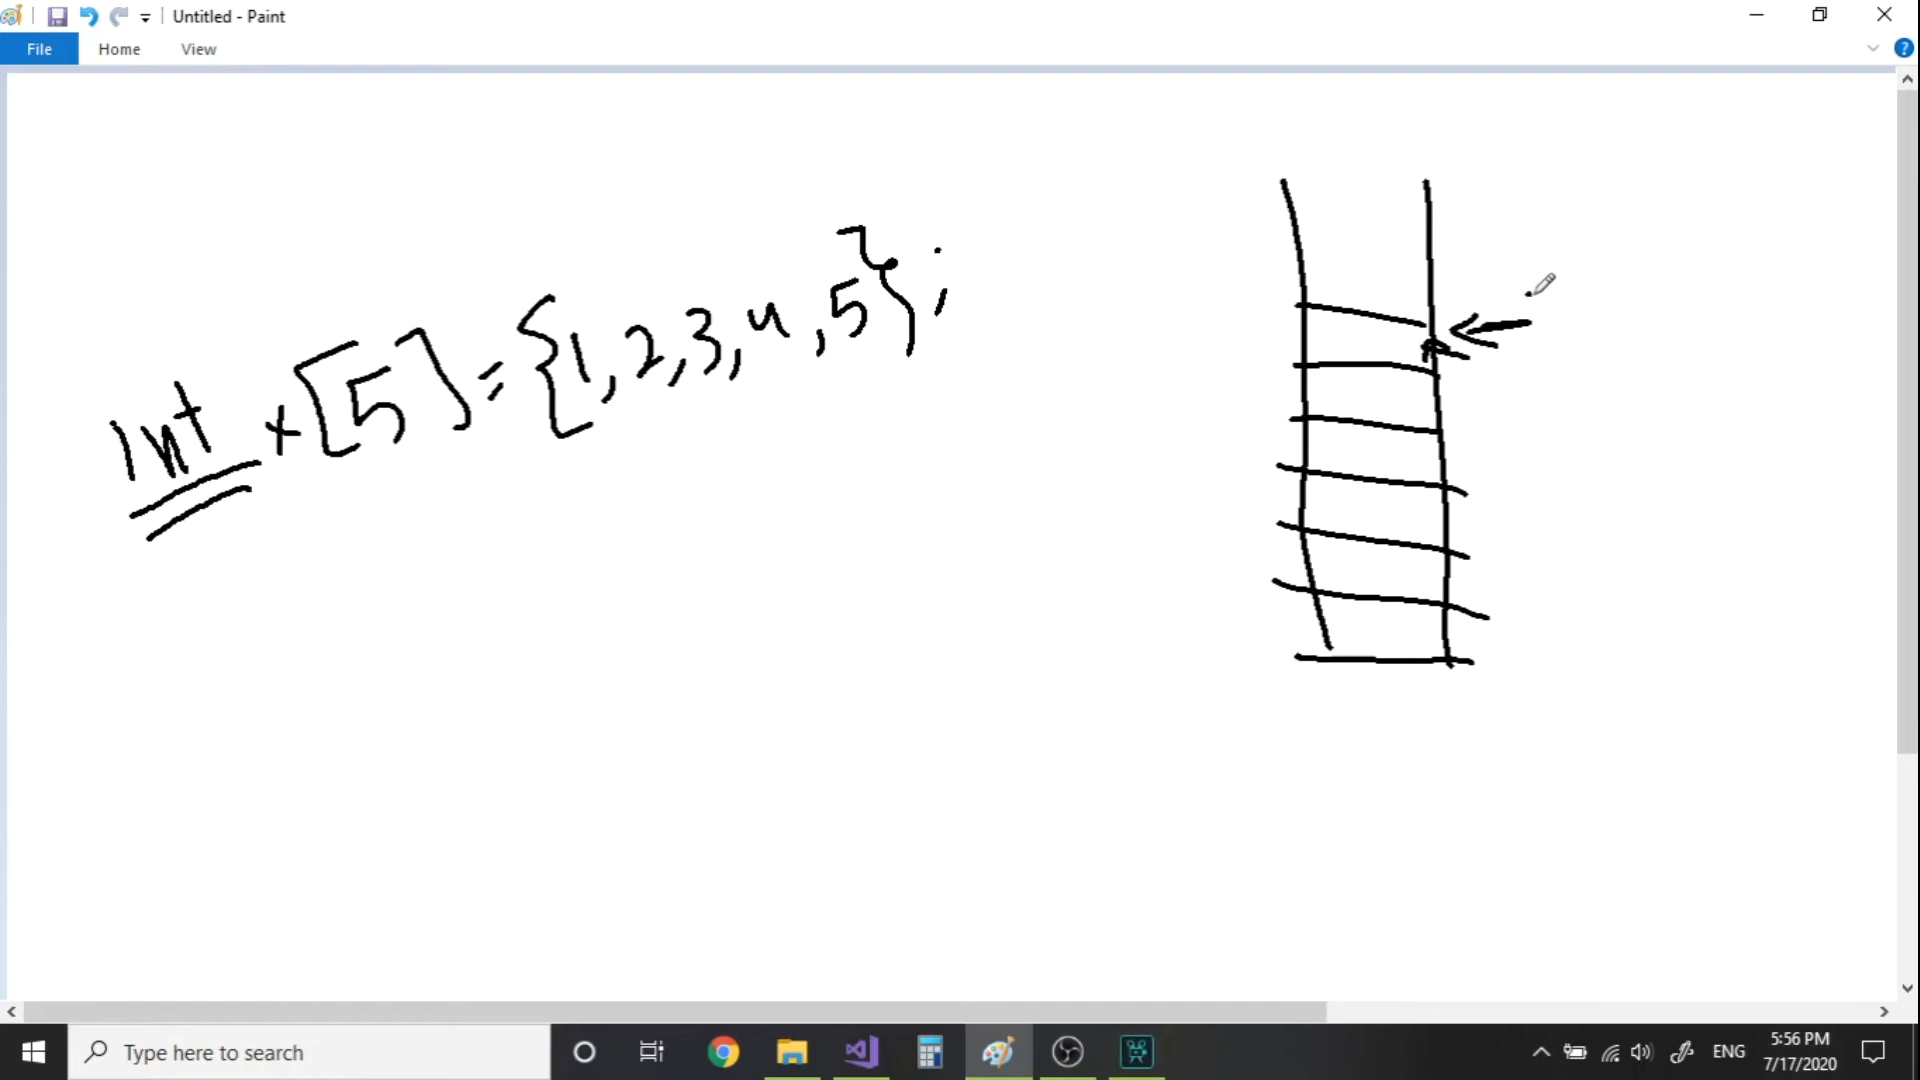 Untitled - Paint
File Home View
int x[5]={1,2,3,4,5};
Type here to search
ENG
5:56 PM
7/17/2020